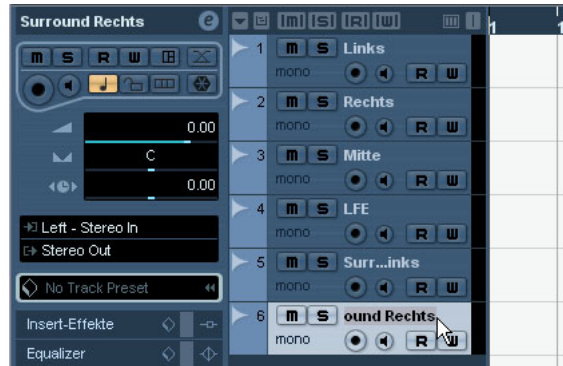 Surround Rechts
e
m S R W
0.00
C
0.00
Left - Stereo In
Stereo Out
No Track Preset
Insert-Effekte
Equalizer
m S R W
1 m S Links
mono R W
2 m S Rechts
mono R W
3 m S Mitte
mono R W
4 m S LFE
mono R W
5 m S Surr...inks
mono R W
6 m S ound Rechts
mono R W
1